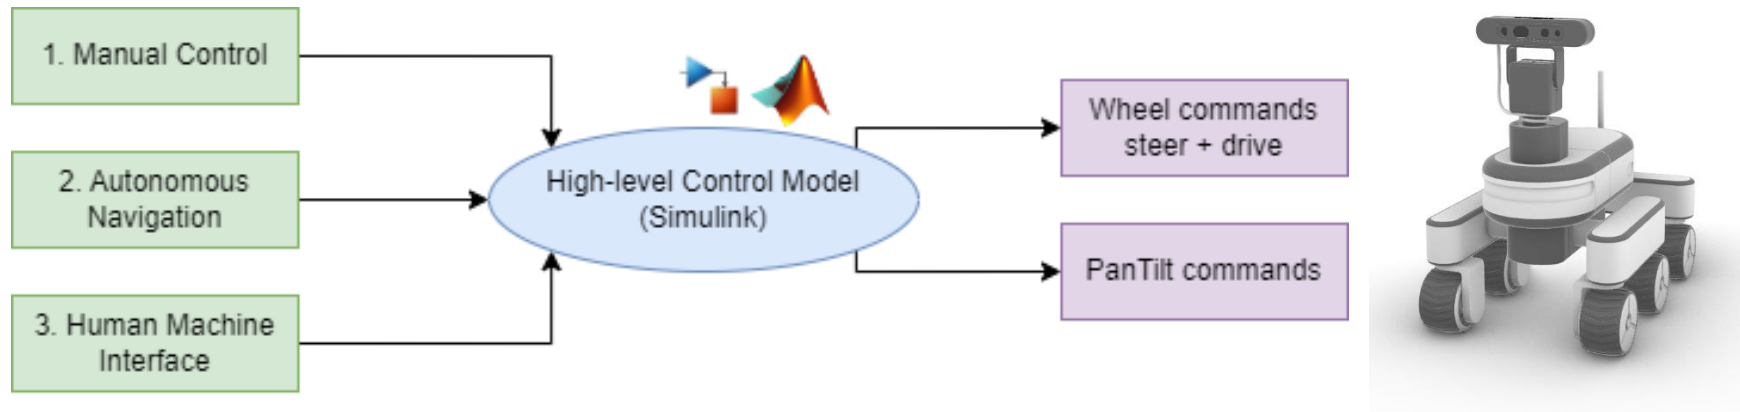 1. Manual Control
2. Autonomous
Navigation
3. Human Machine
Interface
High-level Control Model
(Simulink)
Wheel commands
steer + drive
PanTilt commands